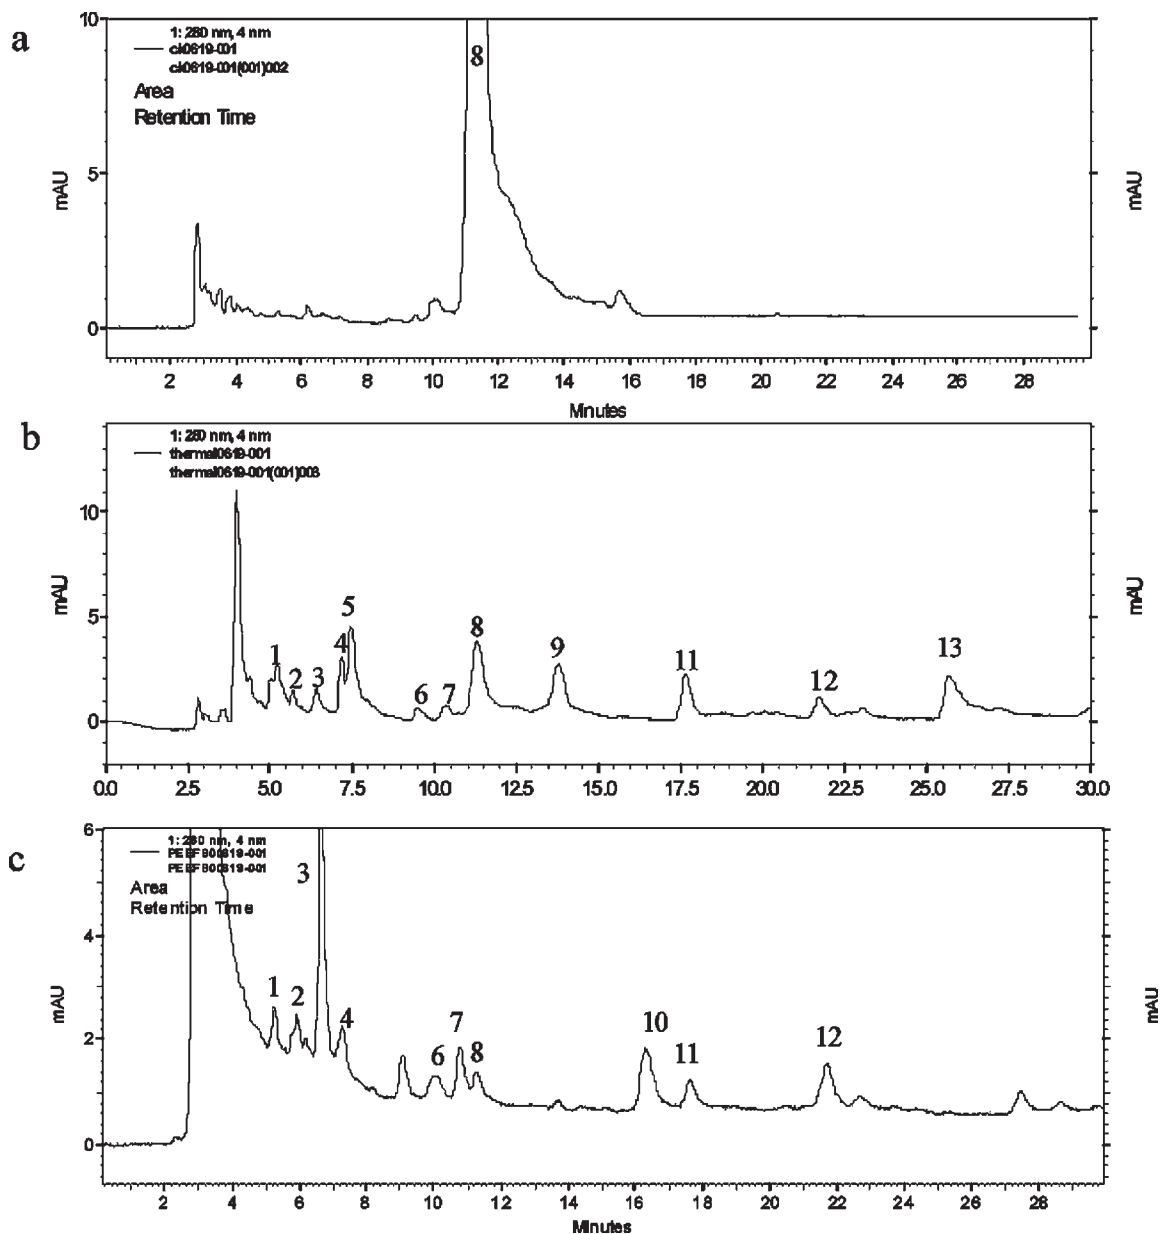 a
10
1: 280 nm, 4 nm
ck0619-001
ck0619-001(001)002
Area
Retention Time
8
5
mAU
mAU
0
2 4 6 8 10 12 14 16 18 20 22 24 26 28
Minutes
b
1: 280 nm, 4 nm
thermal0619-001
thermal0619-001(001)003
10
mAU
mAU
5
0
1 2 3 4 5 6 7 8 9 11 12 13
0.0 2.5 5.0 7.5 10.0 12.5 15.0 17.5 20.0 22.5 25.0 27.5 30.0
c
6
1: 280 nm, 4 nm
Area
Retention Time
4
mAU
mAU
2
0
1 2 3 4 6 7 8 10 11 12
2 4 6 8 10 12 14 16 18 20 22 24 26 28
Minutes